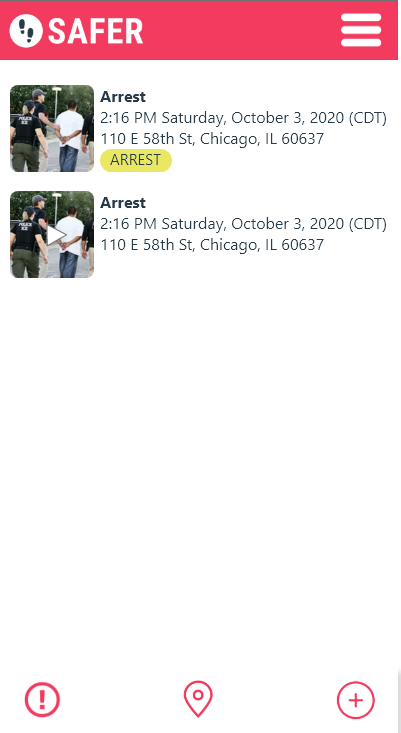 SAFER
Arrest
2:16 PM Saturday, October 3, 2020 (CDT)
110 E 58th St, Chicago, IL 60637
ARREST
Arrest
2:16 PM Saturday, October 3, 2020 (CDT)
110 E 58th St, Chicago, IL 60637